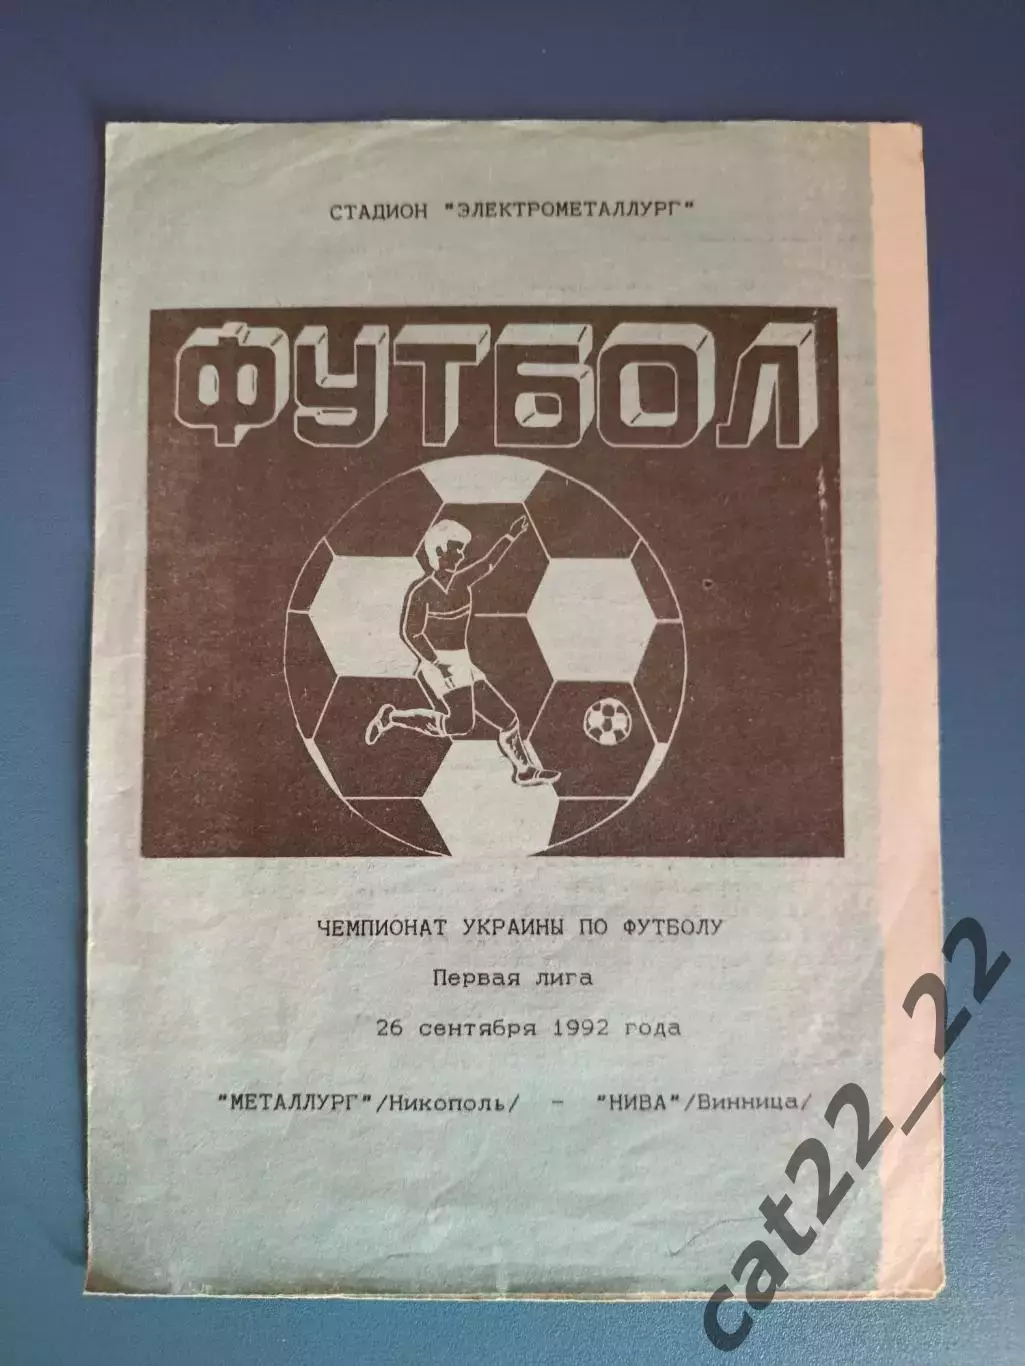 СТАДИОН "ЭЛЕКТРОМЕТАЛЛУРГ"
ФУТБОЛ
ЧЕМПИОНАТ УКРАИНЫ ПО ФУТБОЛУ
Первая лига
26 сентября 1992 года
"МЕТАЛЛУРГ"/Никополь/ - "НИВА"/Винница/
cat22_22